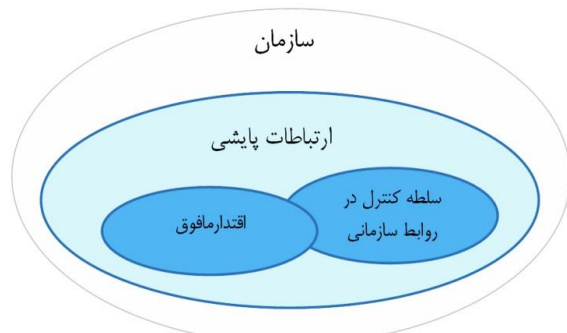 سازمان
ارتباطات پایشی
سلطه کنترل در
روابط سازمانی
اقتدارمافوق